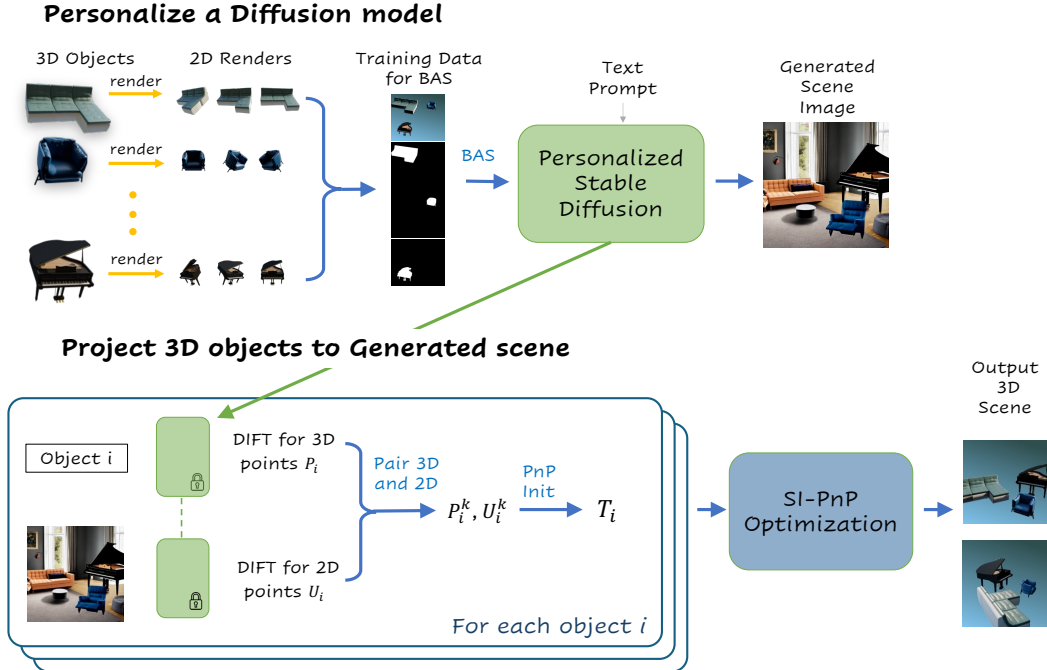 Personalize a Diffusion model
3D Objects
2D Renders
Training Data
for BAS
Text
Prompt
Generated
Scene
Image
render
render
render
BAS
Personalized
Stable
Diffusion
Project 3D objects to Generated scene
Output
3D
Scene
Object i
DIFT for 3D
points P_i
Pair 3D
and 2D
PnP
Init
P_i^k, U_i^k
T_i
SI-PnP
Optimization
DIFT for 2D
points U_i
For each object i